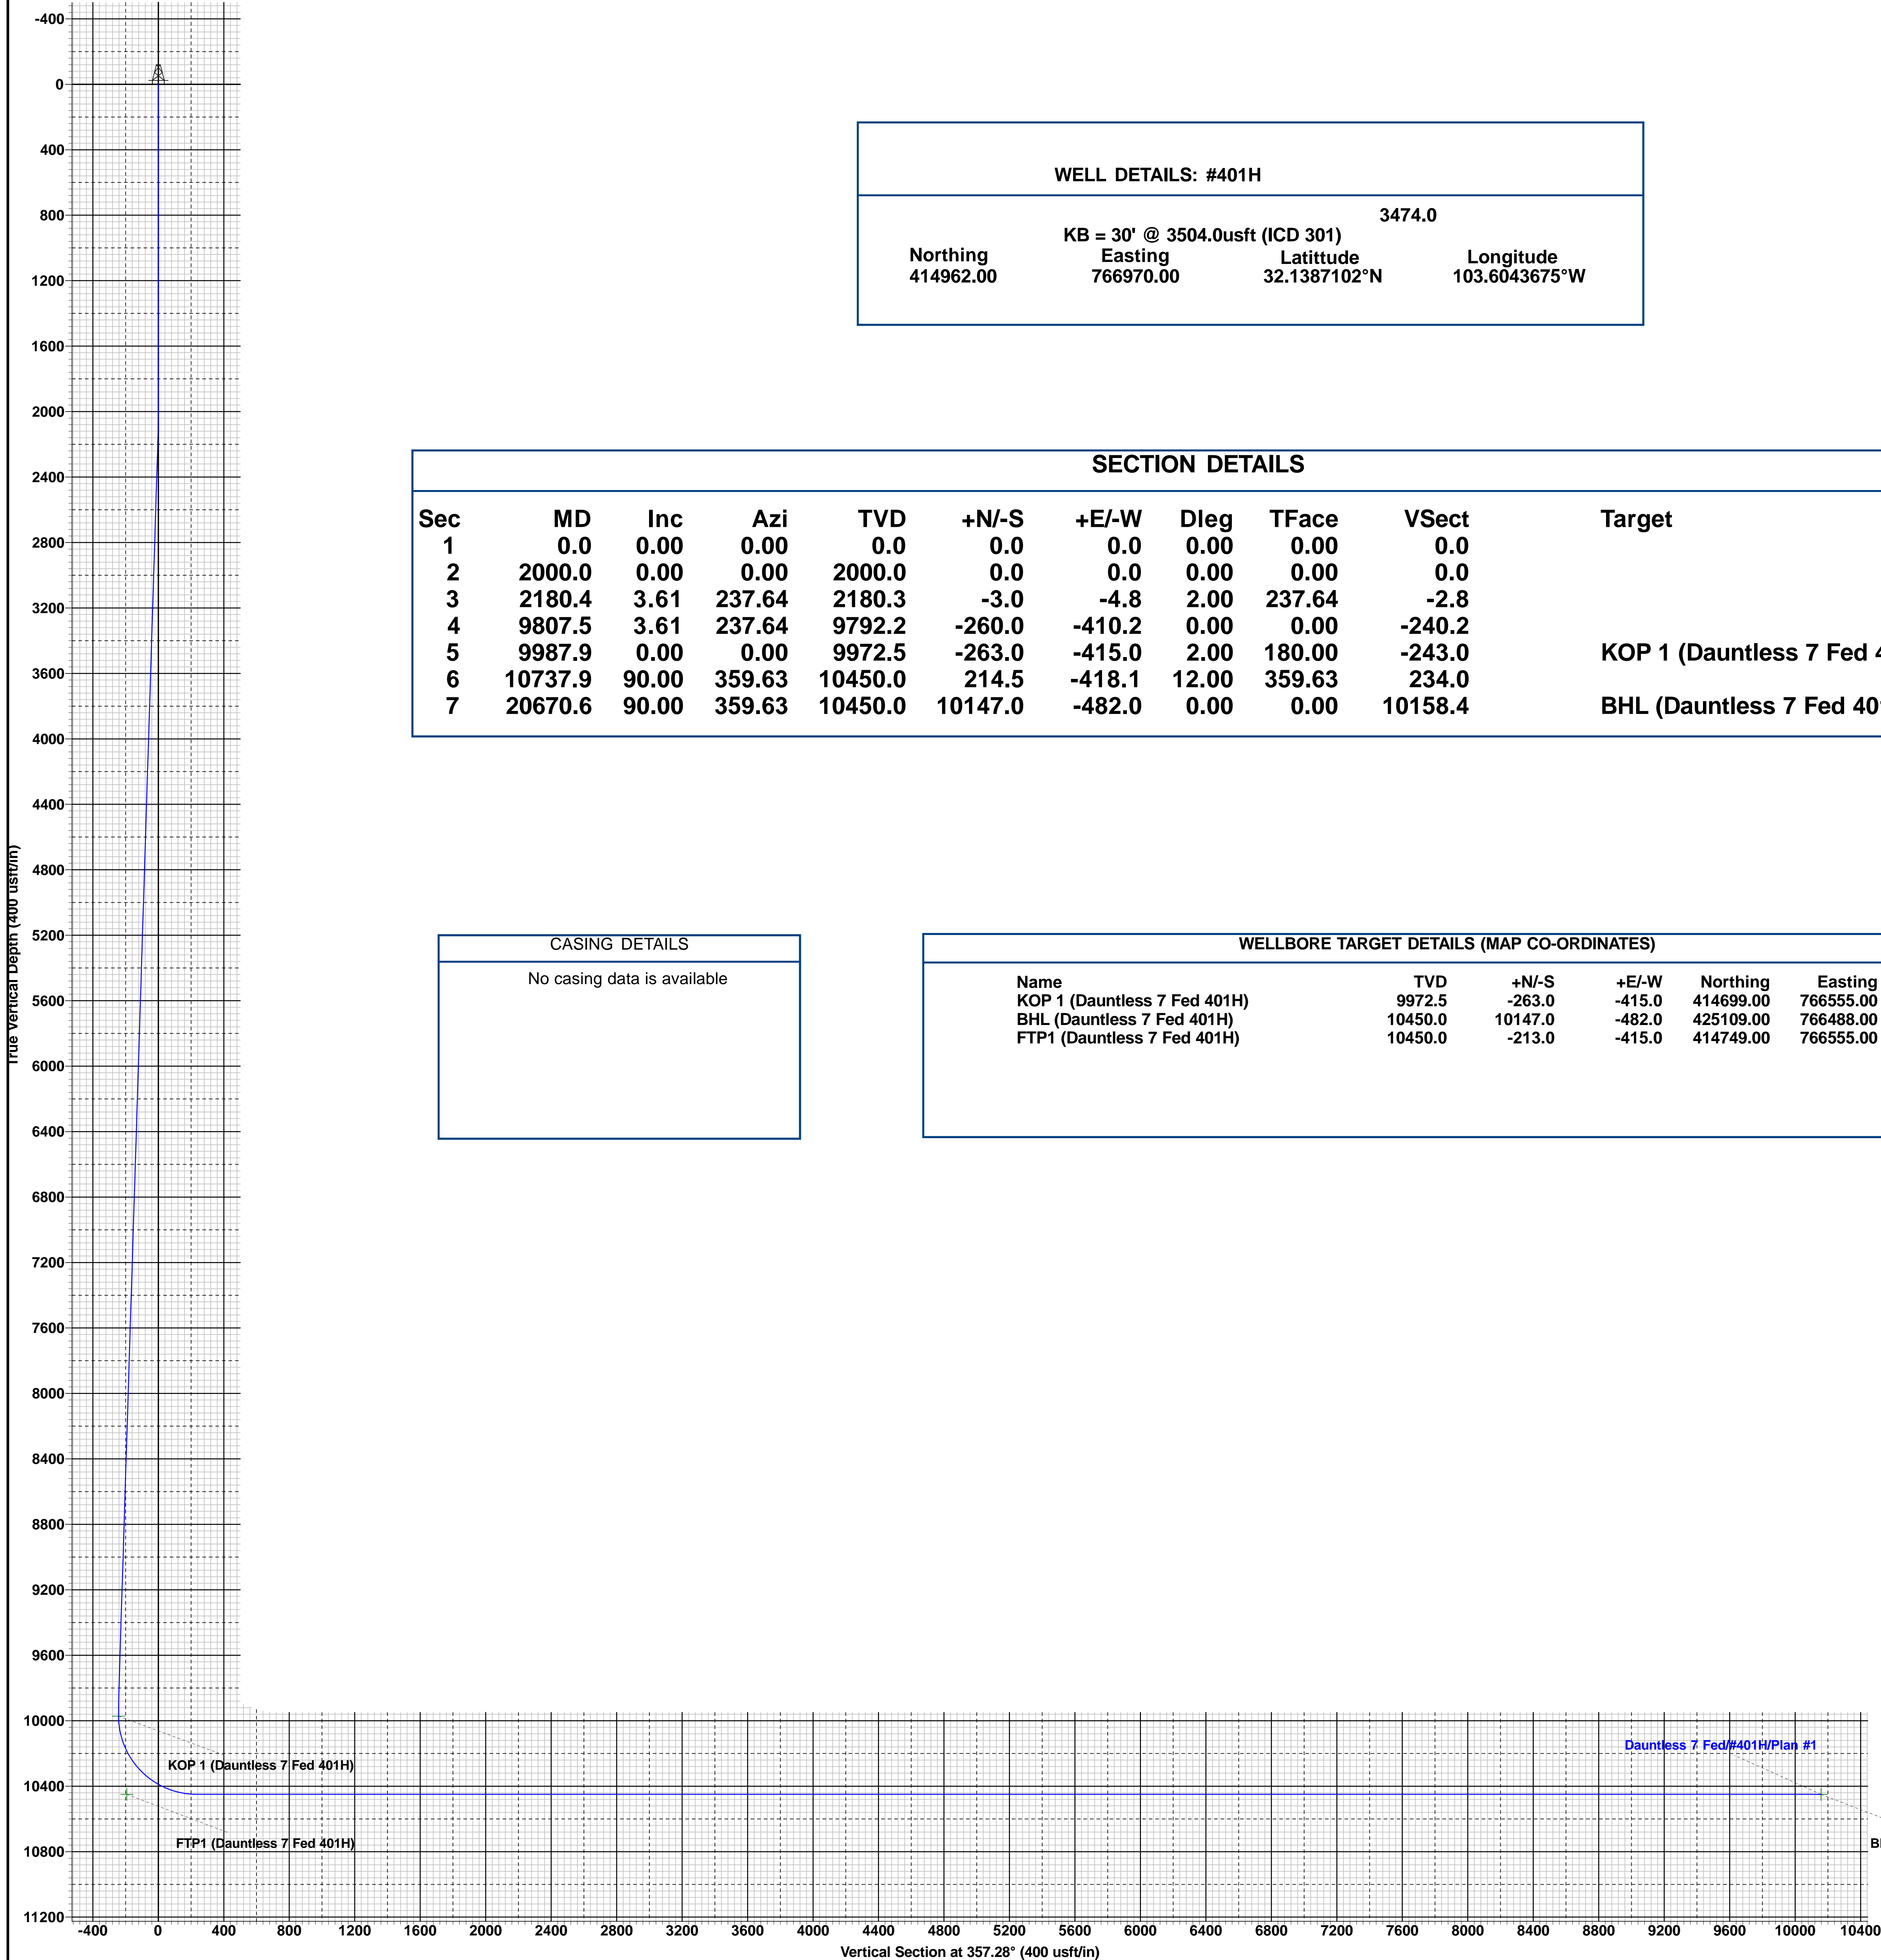 WELL DETAILS: #401H
3474.0
KB = 30' @ 3504.0usft (ICD 301)
Northing Easting Latittude Longitude
414962.00 766970.00 32.1387102°N 103.6043675°W
SECTION DETAILS
Sec MD Inc Azi TVD +N/-S +E/-W Dleg TFace VSect Target
1 0.0 0.00 0.00 0.0 0.0 0.0 0.00 0.00 0.0
2 2000.0 0.00 0.00 2000.0 0.0 0.0 0.00 0.00 0.0
3 2180.4 3.61 237.64 2180.3 -3.0 -4.8 2.00 237.64 -2.8
4 9807.5 3.61 237.64 9792.2 -260.0 -410.2 0.00 0.00 -240.2
5 9987.9 0.00 0.00 9972.5 -263.0 -415.0 2.00 180.00 -243.0 KOP 1 (Dauntless 7 Fed
6 10737.9 90.00 359.63 10450.0 214.5 -418.1 12.00 359.63 234.0
7 20670.6 90.00 359.63 10450.0 10147.0 -482.0 0.00 0.00 10158.4 BHL (Dauntless 7 Fed 40
CASING DETAILS
No casing data is available
WELLBORE TARGET DETAILS (MAP CO-ORDINATES)
Name TVD +N/-S +E/-W Northing Easting
KOP 1 (Dauntless 7 Fed 401H) 9972.5 -263.0 -415.0 414699.00 766555.00
BHL (Dauntless 7 Fed 401H) 10450.0 10147.0 -482.0 425109.00 766488.00
FTP1 (Dauntless 7 Fed 401H) 10450.0 -213.0 -415.0 414749.00 766555.00
True Vertical Depth (400 usft/in)
-400
0
400
800
1200
1600
2000
2400
2800
3200
3600
4000
4400
4800
5200
5600
6000
6400
6800
7200
7600
8000
8400
8800
9200
9600
10000
10400
10800
11200
Dauntless 7 Fed/#401H/Plan #1
KOP 1 (Dauntless 7 Fed 401H)
FTP1 (Dauntless 7 Fed 401H)
-400 0 400 800 1200 1600 2000 2400 2800 3200 3600 4000 4400 4800 5200 5600 6000 6400 6800 7200 7600 8000 8400 8800 9200 9600 10000 10400
Vertical Section at 357.28° (400 usft/in)